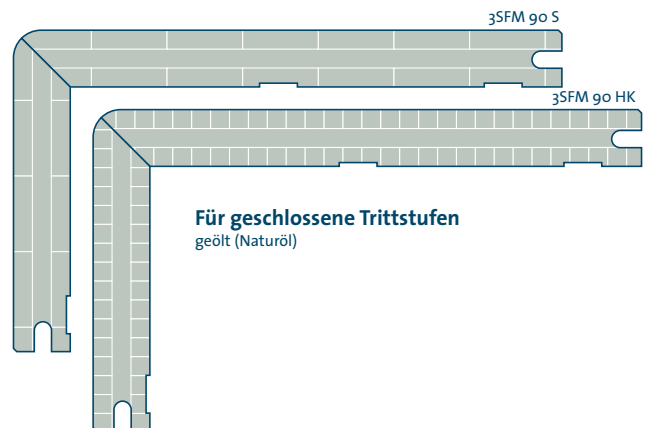 3SFM 90 S
3SFM 90 HK
Für geschlossene Trittstufen
geölt (Naturöl)